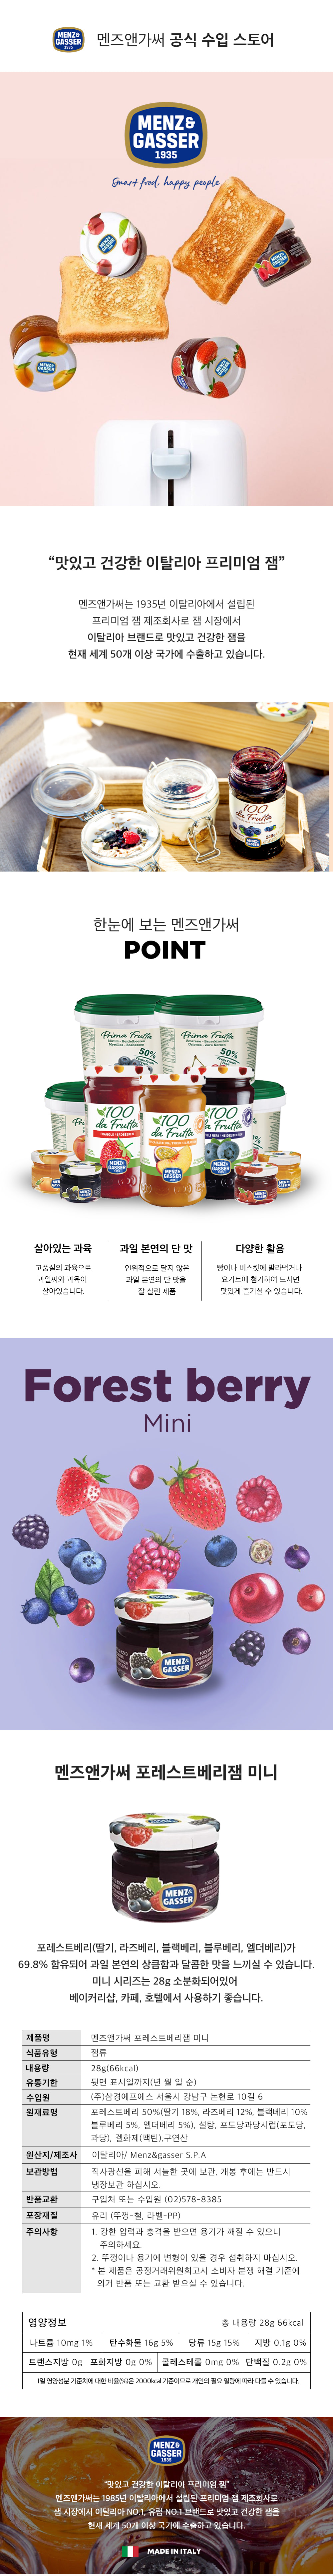 MENZ&
GASSER
1935
멘즈앤가써 공식 수입 스토어
MENZ&
GASSER
1935
Smart food, happy people
“맛있고 건강한 이탈리아 프리미엄 잼”
멘즈앤가써는 1935년 이탈리아에서 설립된
프리미엄 잼 제조회사로 잼 시장에서
이탈리아 브랜드로 맛있고 건강한 잼을
현재 세계 50개 이상 국가에 수출하고 있습니다.
100
da Frutta
한눈에 보는 멘즈앤가써
POINT
Prima Frutta
50%
Prima Frutta
50%
100
da Frutta
100
da Frutta
100
da Frutta
MENZ&
GASSER
MENZ&
GASSER
MENZ&
GASSER
살아있는 과육
고품질의 과육으로
과일씨와 과육이
살아있습니다.
과일 본연의 단 맛
인위적으로 달지 않은
과일 본연의 단 맛을
잘 살린 제품
다양한 활용
빵이나 비스킷에 발라먹거나
요거트에 첨가하여 드시면
맛있게 즐기실 수 있습니다.
Forest berry
Mini
MENZ&
GASSER
멘즈앤가써 포레스트베리잼 미니
MENZ&
GASSER
포레스트베리(딸기, 라즈베리, 블랙베리, 블루베리, 엘더베리)가
69.8% 함유되어 과일 본연의 상큼함과 달콤한 맛을 느끼실 수 있습니다.
미니 시리즈는 28g 소분화되어있어
베이커리샵, 카페, 호텔에서 사용하기 좋습니다.
제품명 멘즈앤가써 포레스트베리잼 미니
식품유형 잼류
내용량 28g(66kcal)
유통기한 뒷면 표시일까지(년 월 일 순)
수입원 (주)삼경에프에스 서울시 강남구 논현로 10길 6
원재료명 포레스트베리 50%(딸기 18%, 라즈베리 12%, 블랙베리 10%
블루베리 5%, 엘더베리 5%), 설탕, 포도당과당시럽(포도당,
과당), 겔화제(팩틴),구연산
원산지/제조사 이탈리아/ Menz&gasser S.P.A
보관방법 직사광선을 피해 서늘한 곳에 보관, 개봉 후에는 반드시
냉장보관 하십시오.
반품교환 구입처 또는 수입원 (02)578-8385
포장재질 유리 (뚜껑-철, 라벨-PP)
주의사항 1. 강한 압력과 충격을 받으면 용기가 깨질 수 있으니
주의하세요.
2. 뚜껑이나 용기에 변형이 있을 경우 섭취하지 마십시오.
* 본 제품은 공정거래위원회고시 소비자 분쟁 해결 기준에
의거 반품 또는 교환 받으실 수 있습니다.
영양정보 총 내용량 28g 66kcal
나트륨 10mg 1% 탄수화물 16g 5% 당류 15g 15% 지방 0.1g 0%
트랜스지방 0g 포화지방 0g 0% 콜레스테롤 0mg 0% 단백질 0.2g 0%
1일 영양성분 기준치에 대한 비율(%)은 2000kcal 기준이므로 개인의 필요 열량에 따라 다를 수 있습니다.
MENZ&
GASSER
1935
“맛있고 건강한 이탈리아 프리미엄 잼”
멘즈앤가써는 1985년 이탈리아에서 설립된 프리미엄 잼 제조회사로
잼 시장에서 이탈리아 NO.1, 유럽 NO.1 브랜드로 맛있고 건강한 잼을
현재 세계 50개 이상 국가에 수출하고 있습니다.
MADE IN ITALY